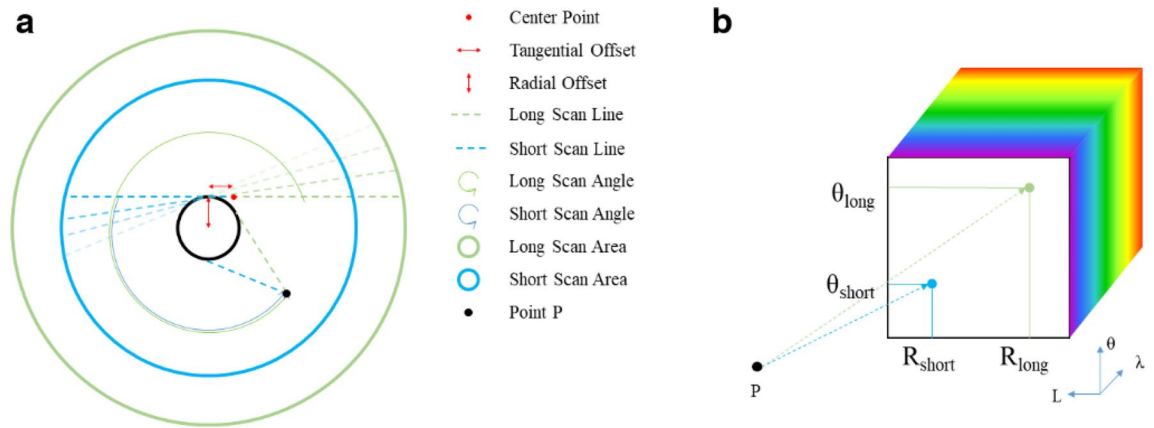 a
Center Point
Tangential Offset
Radial Offset
Long Scan Line
Short Scan Line
Long Scan Angle
Short Scan Angle
Long Scan Area
Short Scan Area
Point P
b
θlong
θshort
Rshort Rlong
P
θ
λ
L